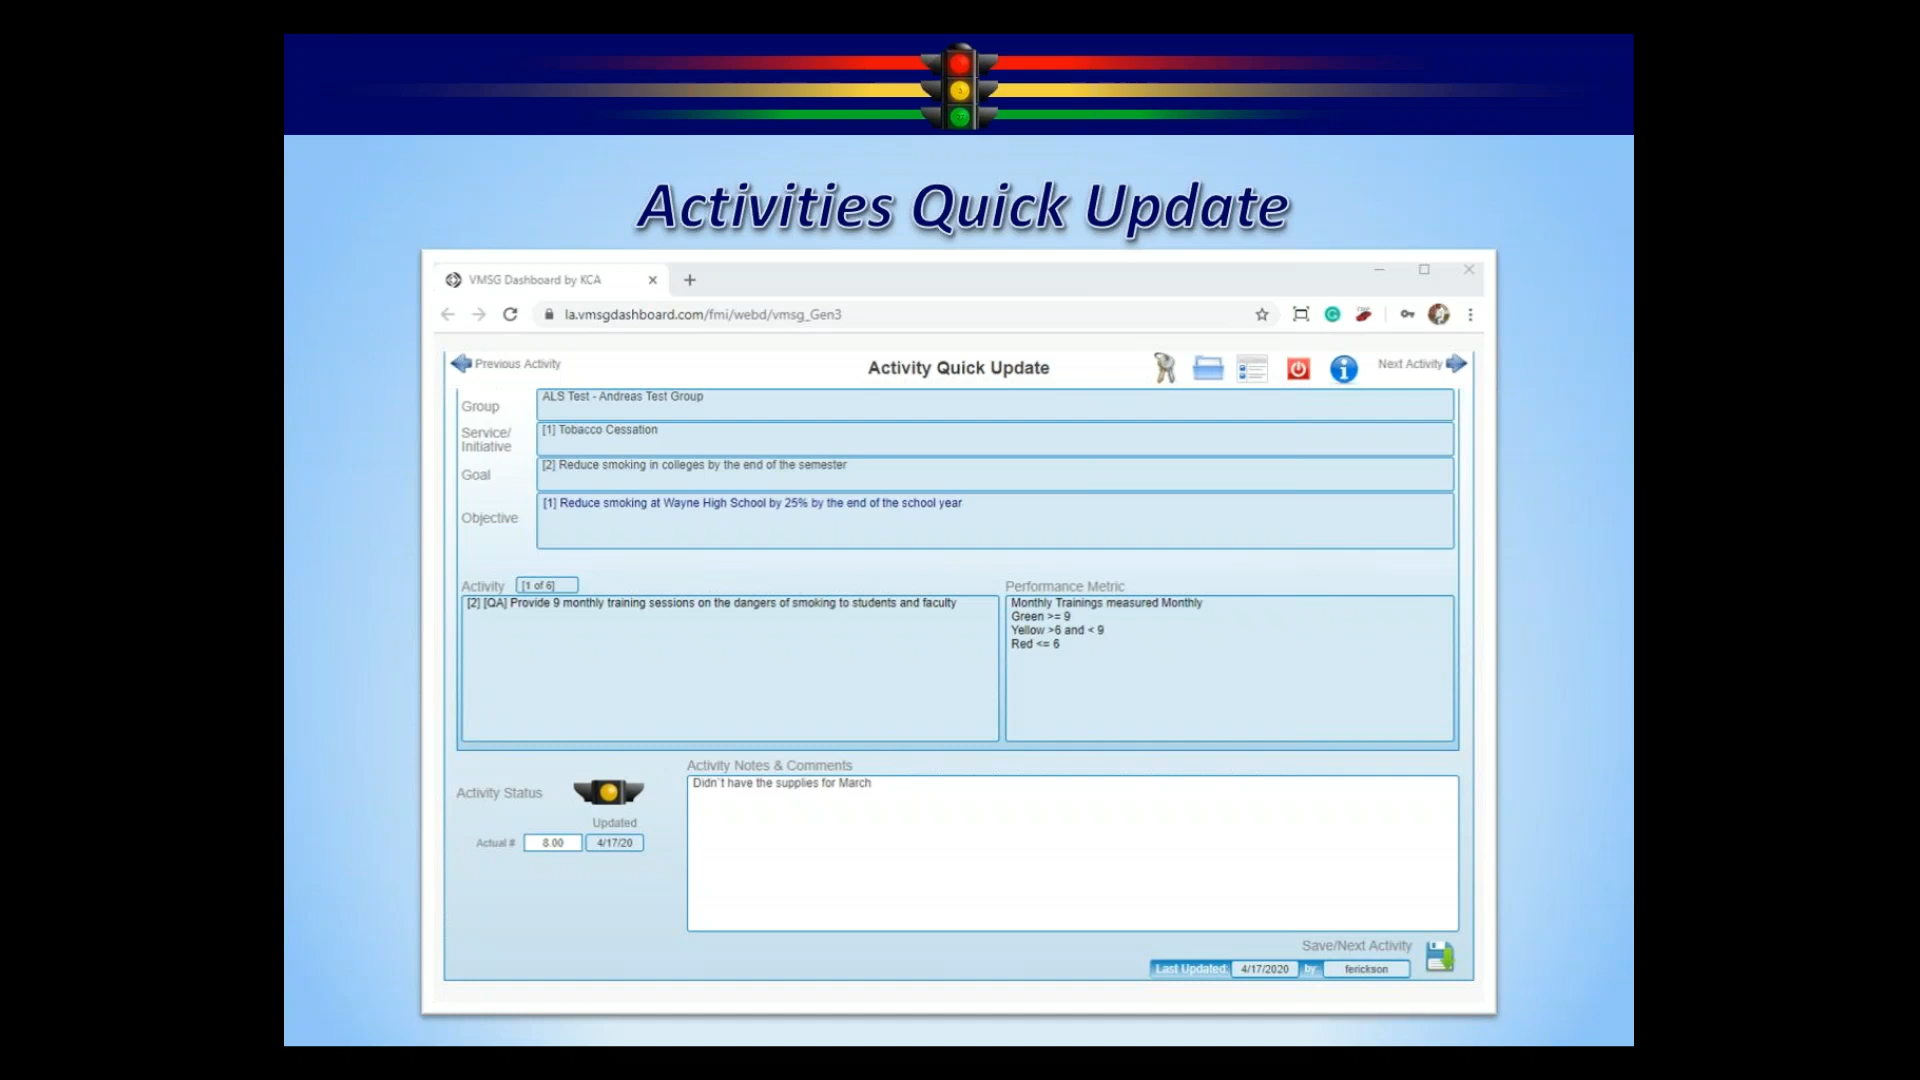 Activities Quick Update
VMSG Dashboard by KCA
la.vmsgdashboard.com/fmi/webd/vmsg_Gen3
Previous Activity
Activity Quick Update
Next Activity
Group
ALS Test - Andreas Test Group
Service/
Initiative
[1] Tobacco Cessation
Goal
[2] Reduce smoking in colleges by the end of the semester
Objective
[1] Reduce smoking at Wayne High School by 25% by the end of the school year
Activity [1 of 6]
Performance Metric
[2] [QA] Provide 9 monthly training sessions on the dangers of smoking to students and faculty
Monthly Trainings measured Monthly
Green >= 9
Yellow >6 and < 9
Red <= 6
Activity Status
Updated
Actual # 8.00 4/17/20
Activity Notes & Comments
Didn't have the supplies for March
Save/Next Activity
Last Updated: 4/17/2020 by ferickson